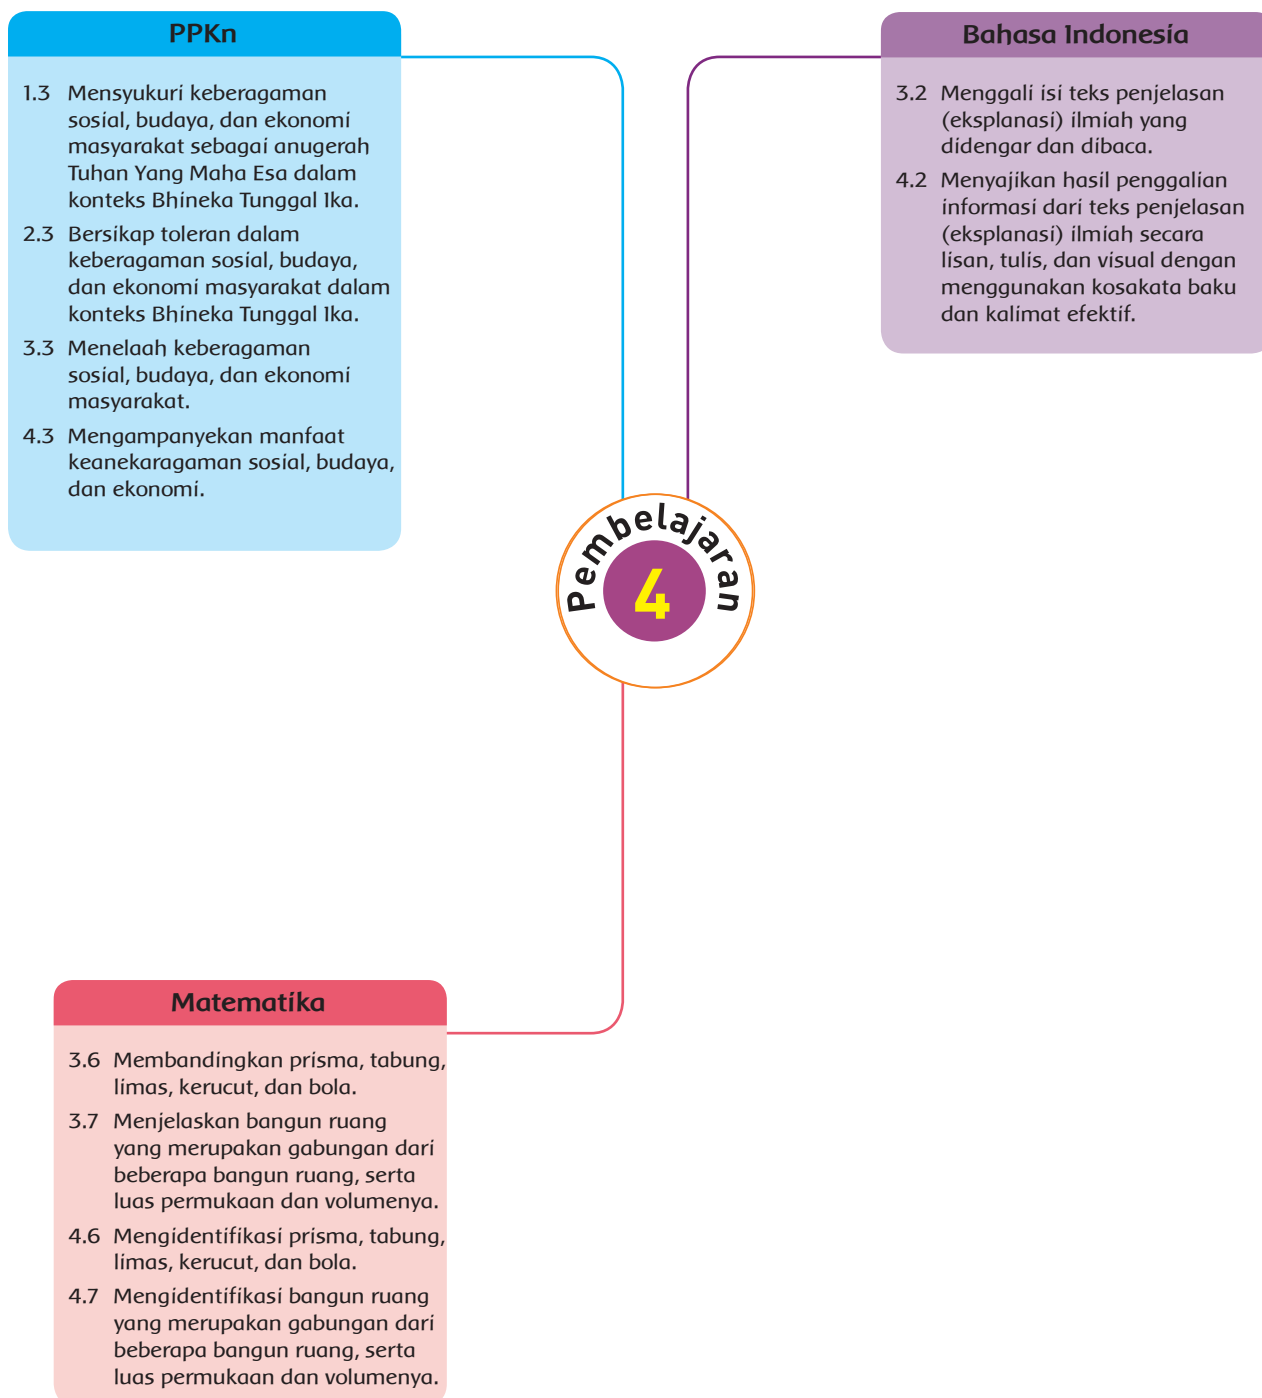 PPKn
1.3 Mensyukuri keberagaman
sosial, budaya, dan ekonomi
masyarakat sebagai anugerah
Tuhan Yang Maha Esa dalam
konteks Bhineka Tunggal Ika.
2.3 Bersikap toleran dalam
keberagaman sosial, budaya,
dan ekonomi masyarakat dalam
konteks Bhineka Tunggal Ika.
3.3 Menelaah keberagaman
sosial, budaya, dan ekonomi
masyarakat.
4.3 Mengampanyekan manfaat
keanekaragaman sosial, budaya,
dan ekonomi.
Bahasa Indonesia
3.2 Menggali isi teks penjelasan
(eksplanasi) ilmiah yang
didengar dan dibaca.
4.2 Menyajikan hasil penggalian
informasi dari teks penjelasan
(eksplanasi) ilmiah secara
lisan, tulis, dan visual dengan
menggunakan kosakata baku
dan kalimat efektif.
Pembelajaran
4
Matematika
3.6 Membandingkan prisma, tabung,
limas, kerucut, dan bola.
3.7 Menjelaskan bangun ruang
yang merupakan gabungan dari
beberapa bangun ruang, serta
luas permukaan dan volumenya.
4.6 Mengidentifikasi prisma, tabung,
limas, kerucut, dan bola.
4.7 Mengidentifikasi bangun ruang
yang merupakan gabungan dari
beberapa bangun ruang, serta
luas permukaan dan volumenya.